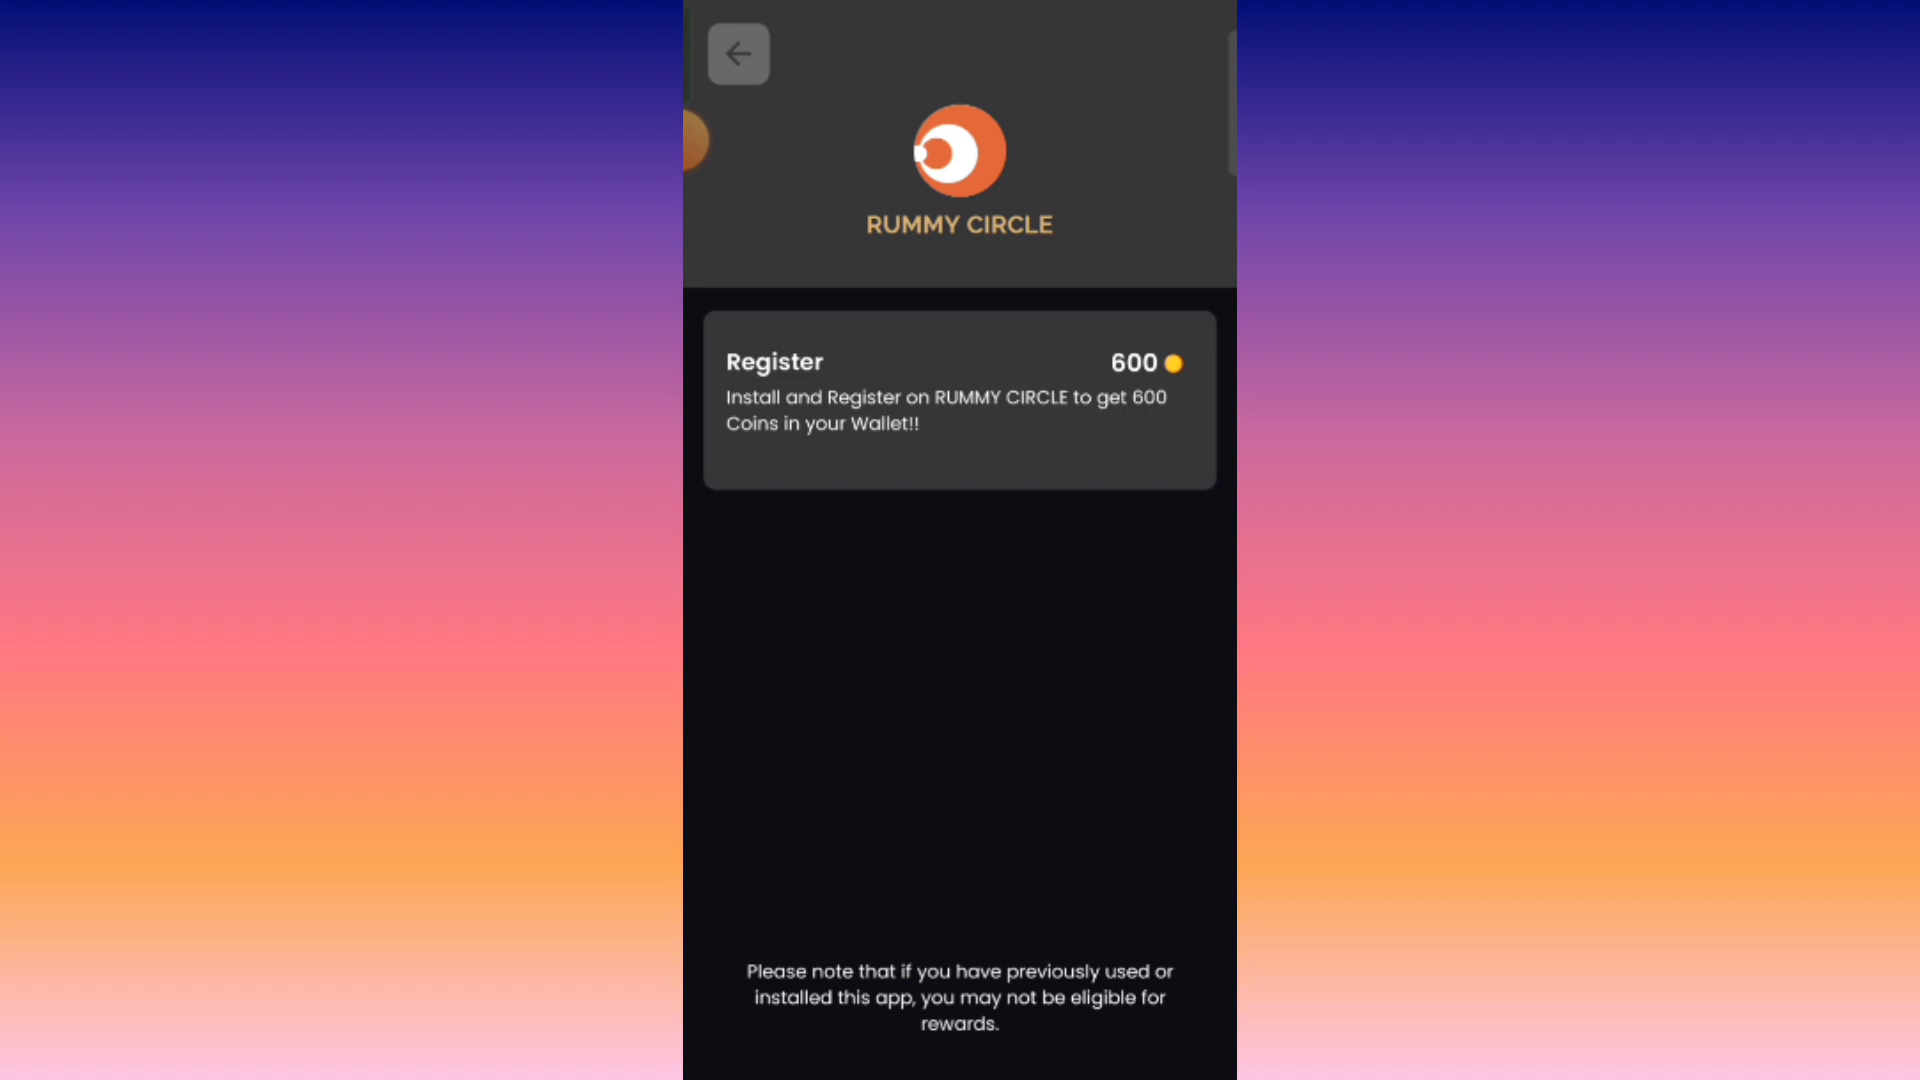 RUMMY CIRCLE
Register
600
Install and Register on RUMMY CIRCLE to get 600
Coins in your Wallet!!
Please note that if you have previously used or
installed this app, you may not be eligible for
rewards.